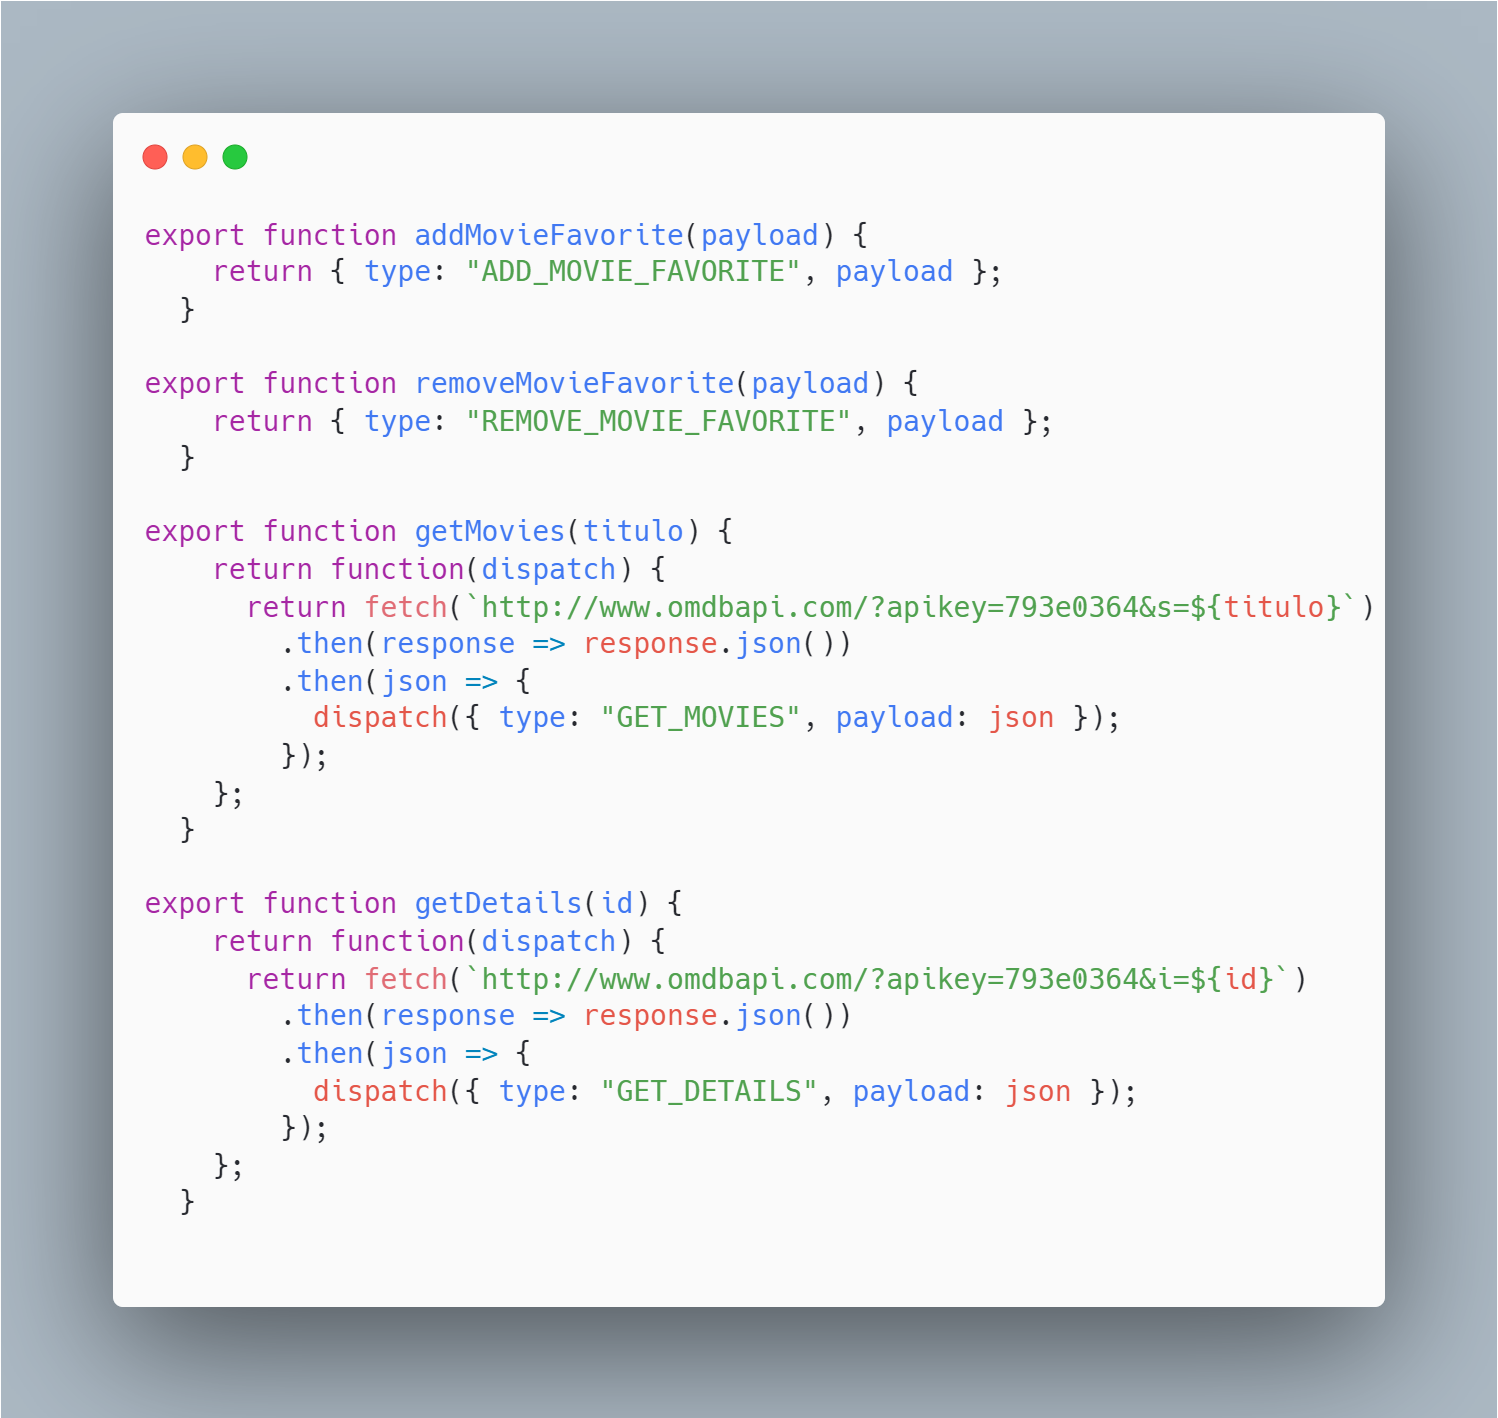 export function addMovieFavorite(payload) {
    return { type: "ADD_MOVIE_FAVORITE", payload };
  }

export function removeMovieFavorite(payload) {
    return { type: "REMOVE_MOVIE_FAVORITE", payload };
  }

export function getMovies(titulo) {
    return function(dispatch) {
      return fetch(`http://www.omdbapi.com/?apikey=793e0364&s=${titulo}`)
        .then(response => response.json())
        .then(json => {
          dispatch({ type: "GET_MOVIES", payload: json });
        });
    };
  }

export function getDetails(id) {
    return function(dispatch) {
      return fetch(`http://www.omdbapi.com/?apikey=793e0364&i=${id}`)
        .then(response => response.json())
        .then(json => {
          dispatch({ type: "GET_DETAILS", payload: json });
        });
    };
  }